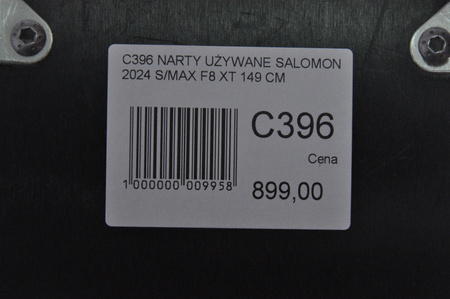 C396 NARTY UŻYWANE SALOMON
2024 S/MAX F8 XT 149 CM
C396
Cena
1 000000 009958
899,00